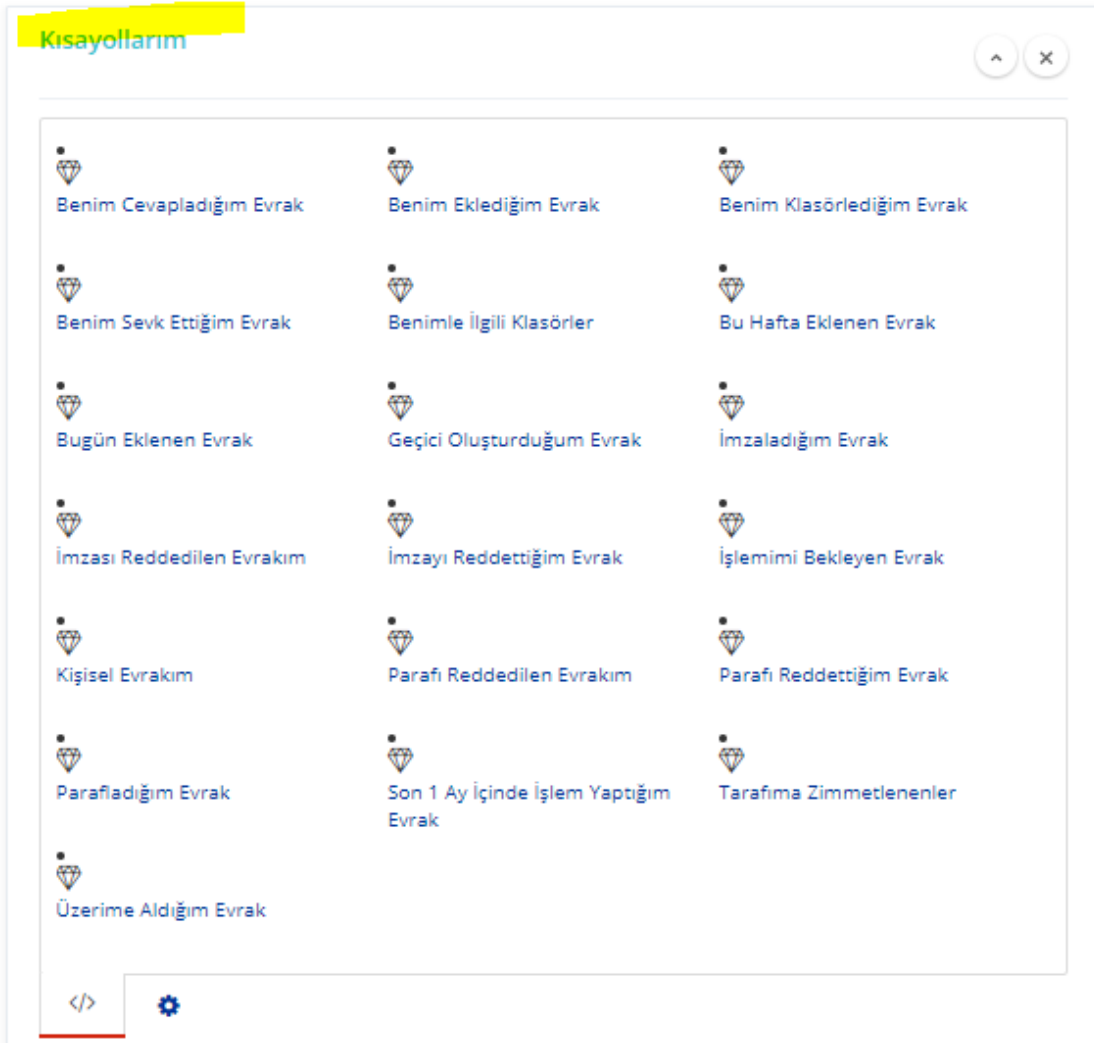 Kısayollarım
Benim Cevapladığım Evrak
Benim Eklediğim Evrak
Benim Klasörlediğim Evrak
Benim Sevk Ettiğim Evrak
Benimle İlgili Klasörler
Bu Hafta Eklenen Evrak
Bugün Eklenen Evrak
Geçici Oluşturduğum Evrak
İmzaladığım Evrak
İmzası Reddedilen Evrakım
İmzayı Reddettiğim Evrak
İşlemimi Bekleyen Evrak
Kişisel Evrakım
Parafı Reddedilen Evrakım
Parafı Reddettiğim Evrak
Parafladığım Evrak
Son 1 Ay İçinde İşlem Yaptığım
Evrak
Tarafıma Zimmetlenenler
Üzerime Aldığım Evrak